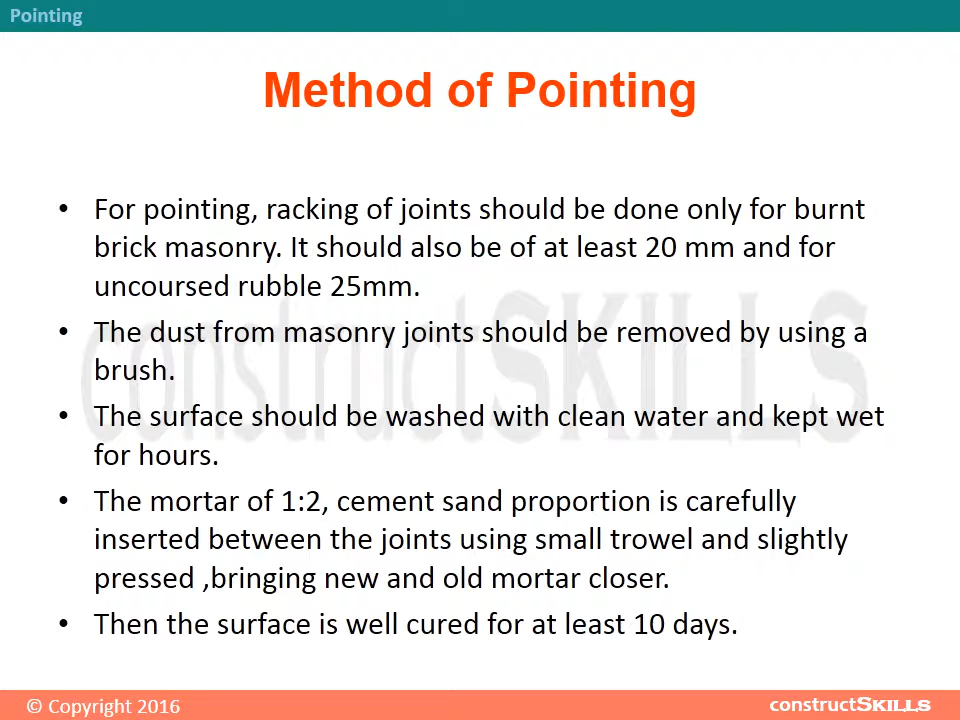 Pointing
Method of Pointing
• For pointing, racking of joints should be done only for burnt
brick masonry. It should also be of at least 20 mm and for
uncoursed rubble 25mm.
• The dust from masonry joints should be removed by using a
brush.
• The surface should be washed with clean water and kept wet
for hours.
• The mortar of 1:2, cement sand proportion is carefully
inserted between the joints using small trowel and slightly
pressed ,bringing new and old mortar closer.
• Then the surface is well cured for at least 10 days.
constructSKILLS
© Copyright 2016
constructSKILLS